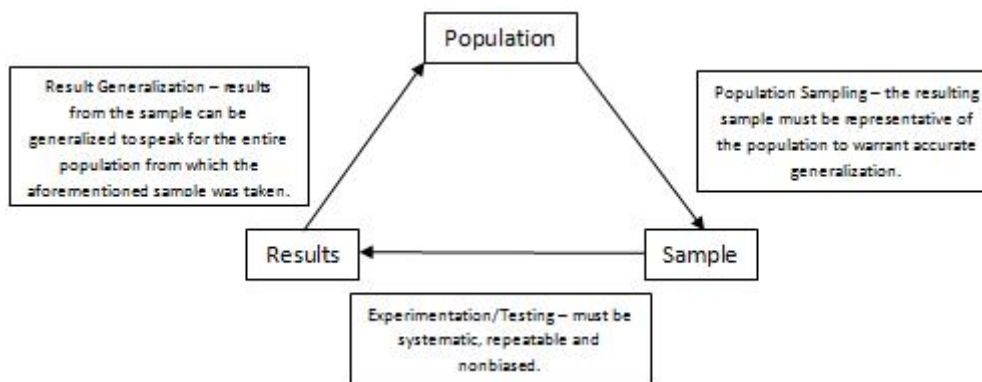 Population
Result Generalization – results
from the sample can be
generalized to speak for the entire
population from which the
aforementioned sample was taken.
Population Sampling – the resulting
sample must be representative of
the population to warrant accurate
generalization.
Results
Sample
Experimentation/Testing – must be
systematic, repeatable and
nonbiased.